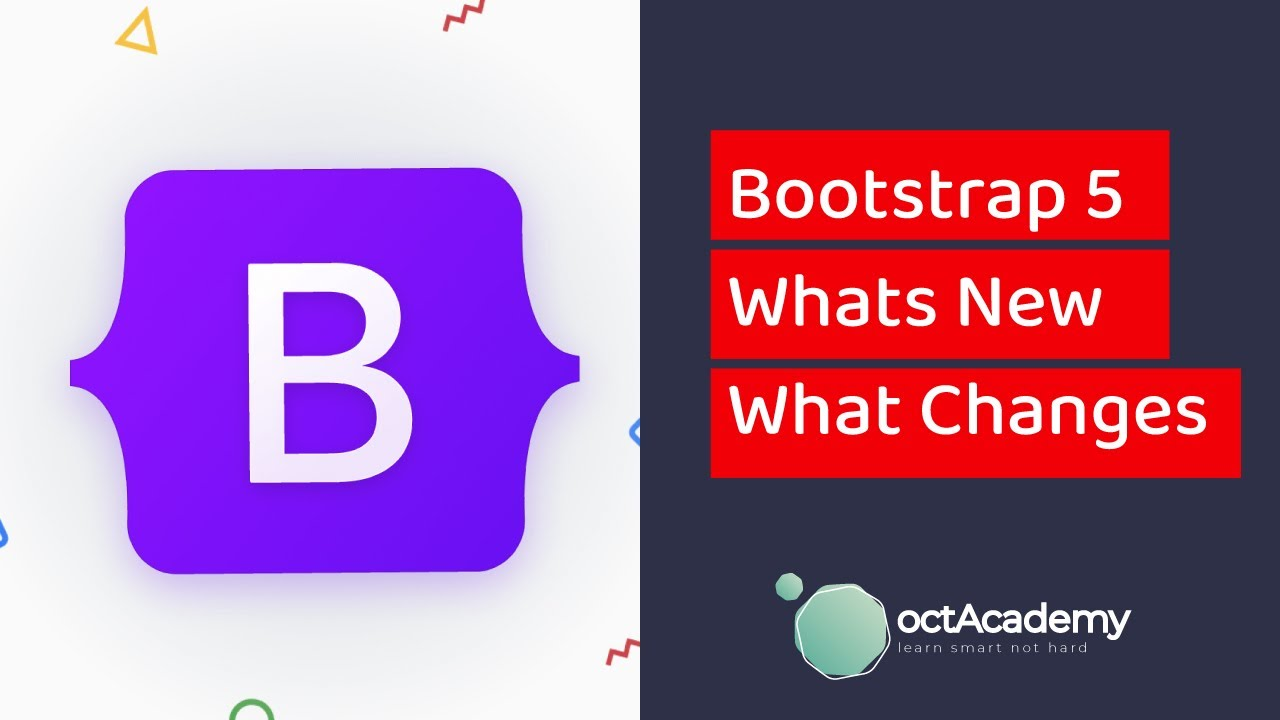 B
Bootstrap 5
Whats New
What Changes
octAcademy
learn smart not hard